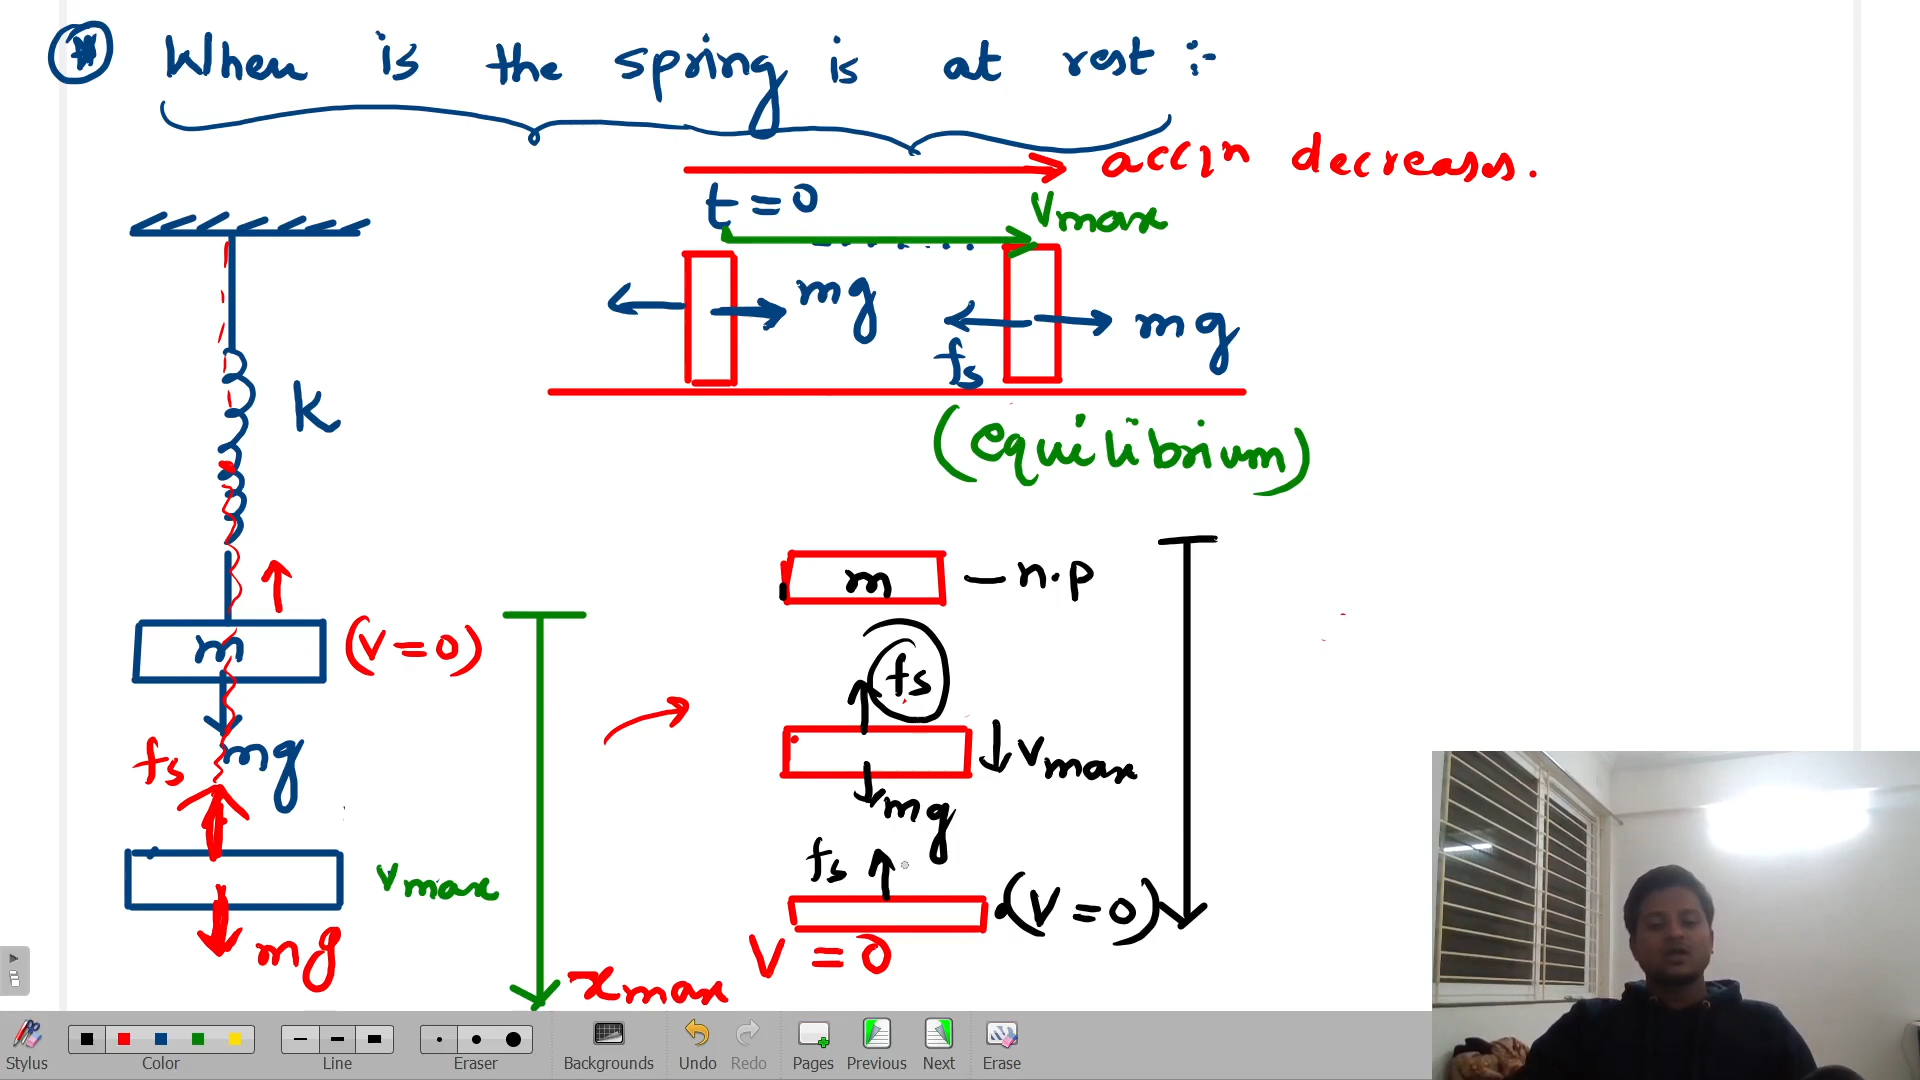 When is the spring is at rest :-
acc/n decreases.
t = 0
Vmax
mg
fs
mg
(equilibrium)
K
m
(V = 0)
fs
mg
Vmax
mg
xmax
m — n.p
fs
Vmax
mg
fs
(V = 0)
V = 0
Stylus
Color
Line
Eraser
Backgrounds
Undo
Redo
Pages
Previous
Next
Erase